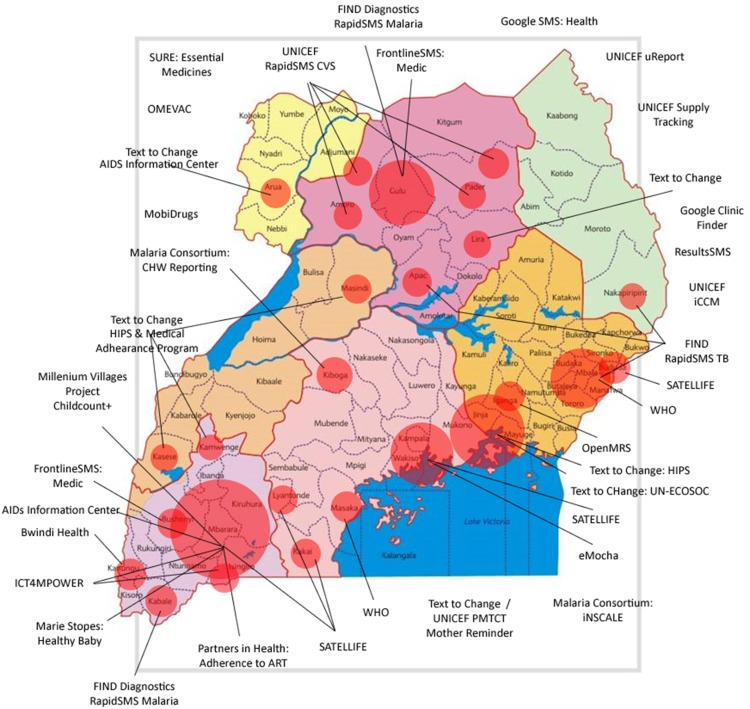 FIND Diagnostics
RapidSMS Malaria
Google SMS: Health
UNICEF
RapidSMS CVS
FrontlineSMS:
Medic
SURE: Essential
Medicines
UNICEF uReport
OMEVAC
UNICEF Supply
Tracking
Text to Change
AIDS Information Center
Text to Change
MobiDrugs
Google Clinic
Finder
Malaria Consortium:
CHW Reporting
ResultsSMS
UNICEF
iCCM
Text to Change
HIPS & Medical
Adhearance Program
FIND
RapidSMS TB
Millenium Villages
Project
Childcount+
SATELLIFE
WHO
OpenMRS
FrontlineSMS:
Medic
Text to Change: HIPS
Text to CHange: UN-ECOSOC
AIDs Information Center
SATELLIFE
Bwindi Health
eMocha
ICT4MPOWER
Marie Stopes:
Healthy Baby
WHO
Text to Change /
UNICEF PMTCT
Mother Reminder
Malaria Consortium:
iNSCALE
Partners in Health:
Adherence to ART
SATELLIFE
FIND Diagnostics
RapidSMS Malaria
Koboko
Yumbe
Moyo
Kitgum
Kaabong
Nyadri
Adjumani
Kotido
Arua
Gulu
Pader
Abim
Amuro
Moroto
Nebbi
Oyam
Lira
Amuria
Bulisa
Masindi
Apac
Dokolo
Nakapiripirit
Kaberamaido
Katakwi
Amolotar
Soroti
Kumi
Kapchorwa
Hoima
Nakasongola
Bukedea
Sironko
Bukwo
Nakaseke
Kamuli
Pallisa
Budaka
Mbale
Bundibugyo
Kiboga
Kaliro
Kibaale
Luwero
Kayunga
Namutumba
Butaleja
Manafwa
Iganga
Tororo
Kabarole
Kyenjojo
Mubende
Jinja
Mukono
Bugiri
Busia
Mayuge
Mityana
Kampala
Wakiso
Kasese
Kamwenge
Sembabule
Mpigi
Ibanda
Kiruhura
Lyantonde
Masaka
Bushenyi
Mbarara
Lake Victoria
Rukungiri
Kalangala
Rakai
Ntungamo
Isingiro
Kanungu
Kisoro
Kabale